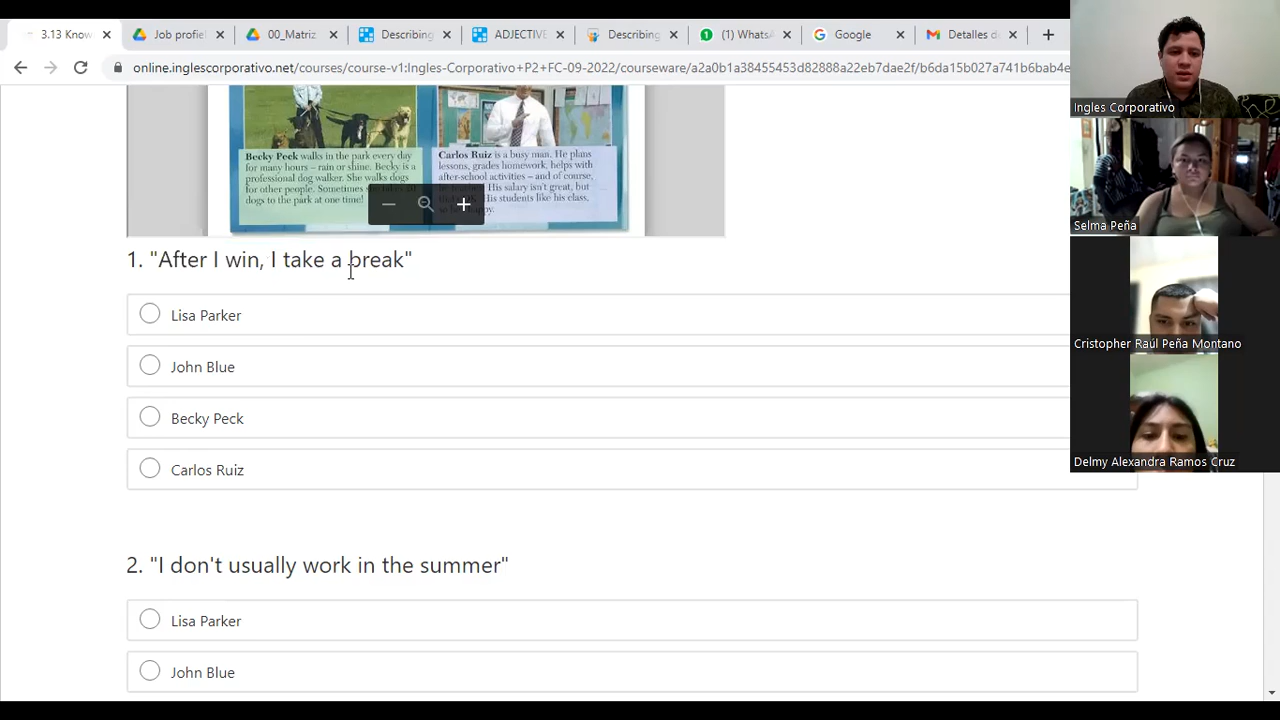 3.13 Know
Job profiel
00_Matriz
Describing
ADJECTIVE
Describing
(1) WhatsA
Google
Gmail Detalles d
online.inglescorporativo.net/courses/course-v1:Ingles-Corporativo+P2+FC-09-2022/courseware/a2a0b1a38455453d82888a22eb7dae2f/b6da15b027a741b6bab4e
Becky Peck walks in the park every day
for many hours – rain or shine. Becky is a
professional dog walker. She walks dogs
for other people. Sometimes
dogs to the park at one time!
Carlos Ruiz is a busy man. He plans
lessons, grades homework, helps with
after-school activities – and of course,
His salary isn't great, but
His students like his class,
happy.
1. "After I win, I take a break"
Lisa Parker
John Blue
Becky Peck
Carlos Ruiz
2. "I don't usually work in the summer"
Lisa Parker
John Blue
Ingles Corporativo
Selma Peña
Cristopher Raúl Peña Montano
Delmy Alexandra Ramos Cruz